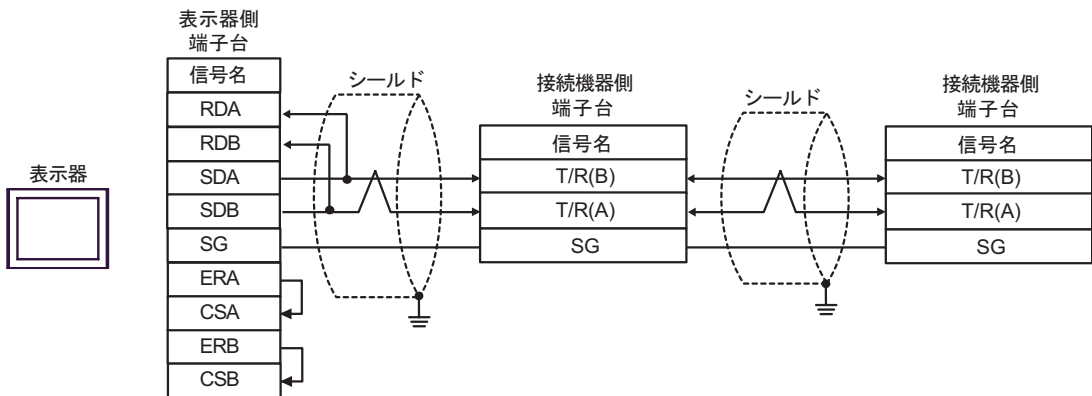 表示器
表示器側
端子台
信号名
RDA
RDB
SDA
SDB
SG
ERA
CSA
ERB
CSB
シールド
接続機器側
端子台
信号名
T/R(B)
T/R(A)
SG
シールド
接続機器側
端子台
信号名
T/R(B)
T/R(A)
SG